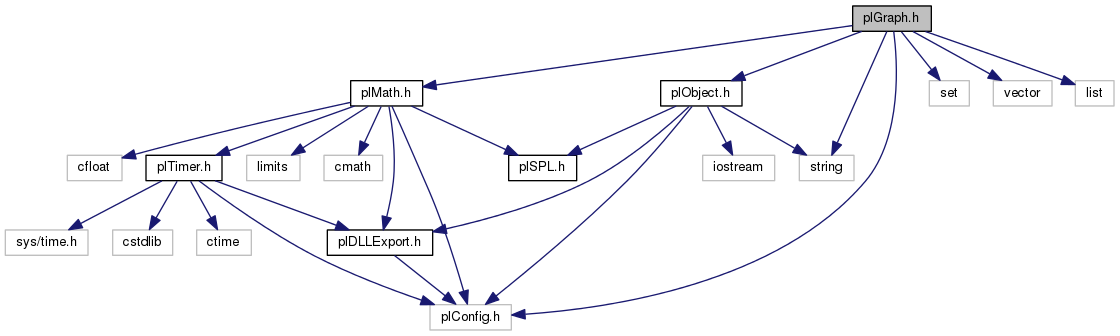 plGraph.h
plMath.h
plObject.h
set
vector
list
cfloat
plTimer.h
limits
cmath
plSPL.h
iostream
string
sys/time.h
cstdlib
ctime
plDLLExport.h
plConfig.h